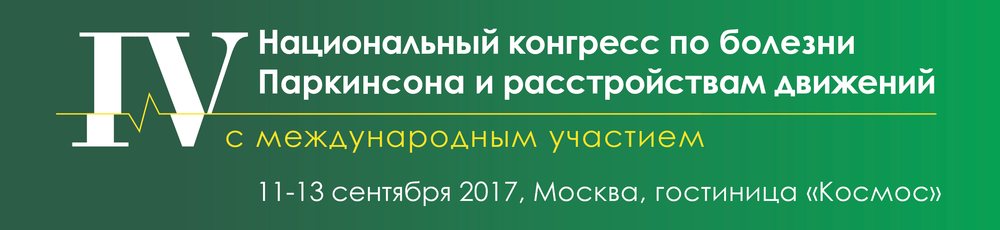 IV Национальный конгресс по болезни
Паркинсона и расстройствам движений
с международным участием
11-13 сентября 2017, Москва, гостиница «Космос»